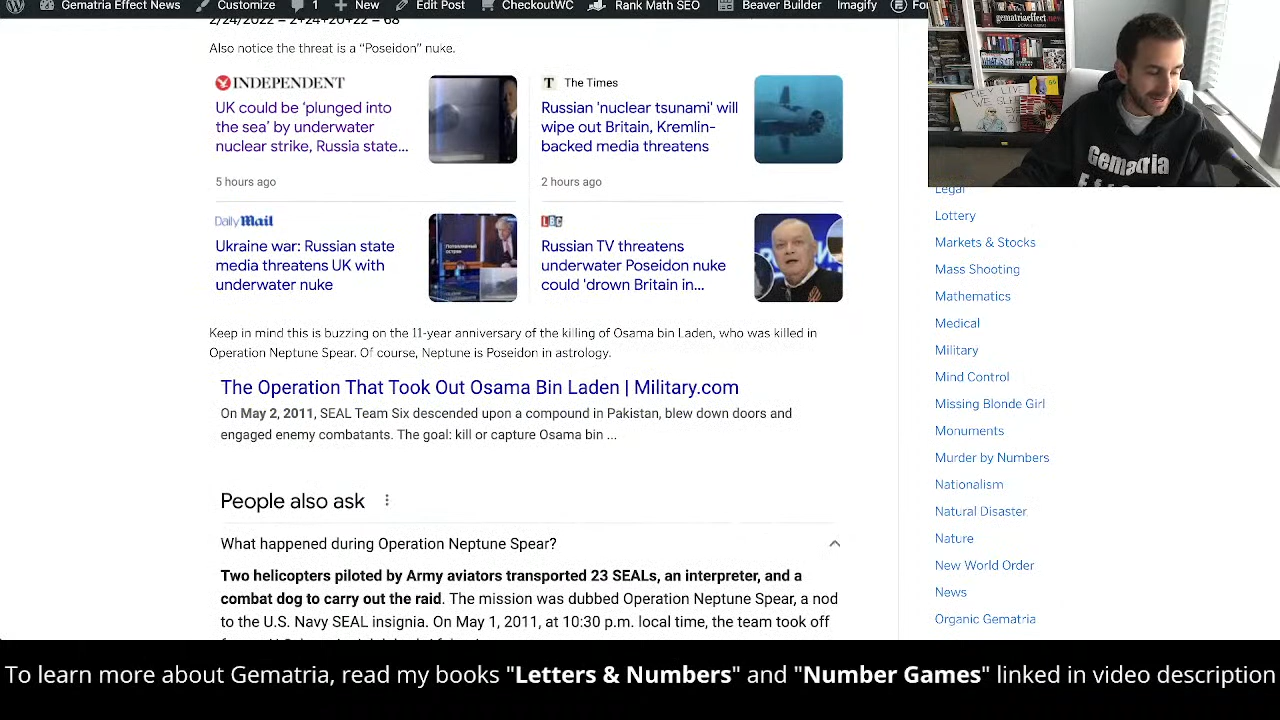 Gematria Effect News Customize 1 New Edit Post CheckoutWC Rank Math SEO Beaver Builder Imagify
2/24/2022 = 2+24+20+22 = 68
Also notice the threat is a "Poseidon" nuke.
INDEPENDENT
UK could be 'plunged into
the sea' by underwater
nuclear strike, Russia state...
5 hours ago
T The Times
Russian 'nuclear tsunami' will
wipe out Britain, Kremlin-
backed media threatens
2 hours ago
Daily Mail
Ukraine war: Russian state
media threatens UK with
underwater nuke
LBC
Russian TV threatens
underwater Poseidon nuke
could 'drown Britain in...
Keep in mind this is buzzing on the 11-year anniversary of the killing of Osama bin Laden, who was killed in
Operation Neptune Spear. Of course, Neptune is Poseidon in astrology.
The Operation That Took Out Osama Bin Laden | Military.com
On May 2, 2011, SEAL Team Six descended upon a compound in Pakistan, blew down doors and
engaged enemy combatants. The goal: kill or capture Osama bin ...
People also ask
What happened during Operation Neptune Spear?
Two helicopters piloted by Army aviators transported 23 SEALs, an interpreter, and a
combat dog to carry out the raid. The mission was dubbed Operation Neptune Spear, a nod
to the U.S. Navy SEAL insignia. On May 1, 2011, at 10:30 p.m. local time, the team took off
gematriaeffect.news
Gematria
Legal
Lottery
Markets & Stocks
Mass Shooting
Mathematics
Medical
Military
Mind Control
Missing Blonde Girl
Monuments
Murder by Numbers
Nationalism
Natural Disaster
Nature
New World Order
News
Organic Gematria
To learn more about Gematria, read my books "Letters & Numbers" and "Number Games" linked in video description